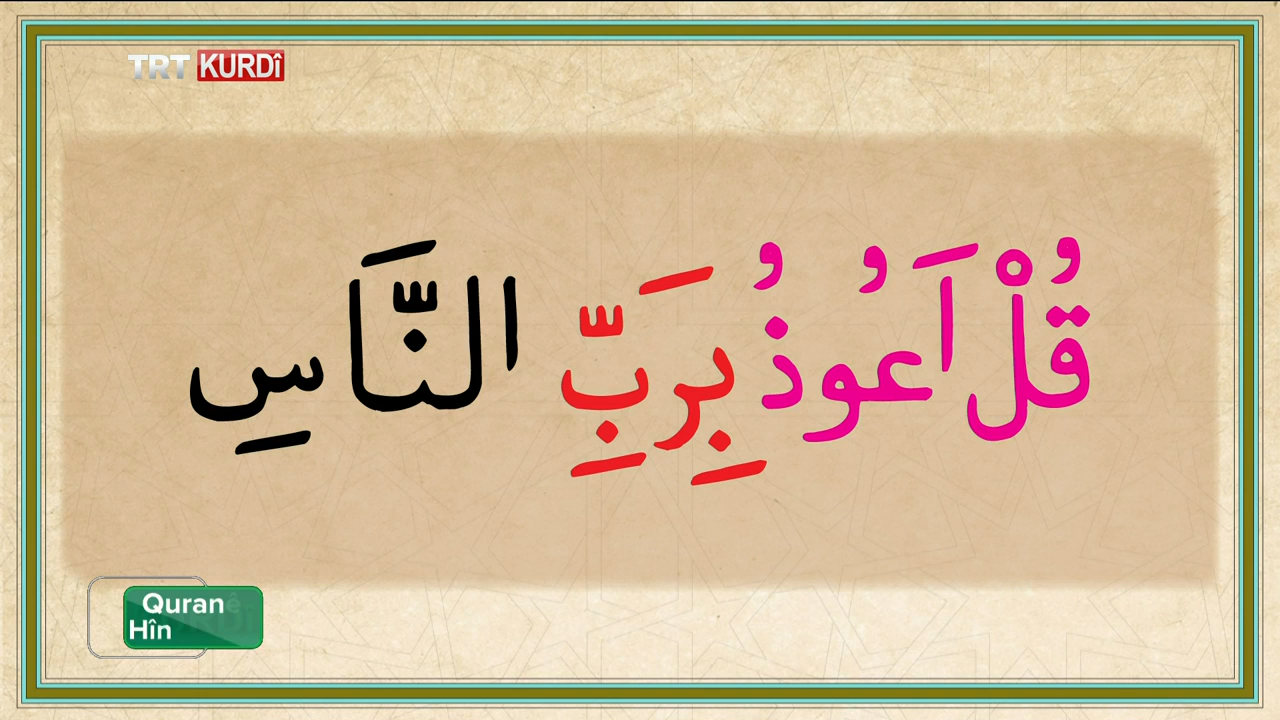 TRT KURDÎ
قُلْ اَعُوذُ بِرَبِّ النَّاسِ
Quranê
Hîn